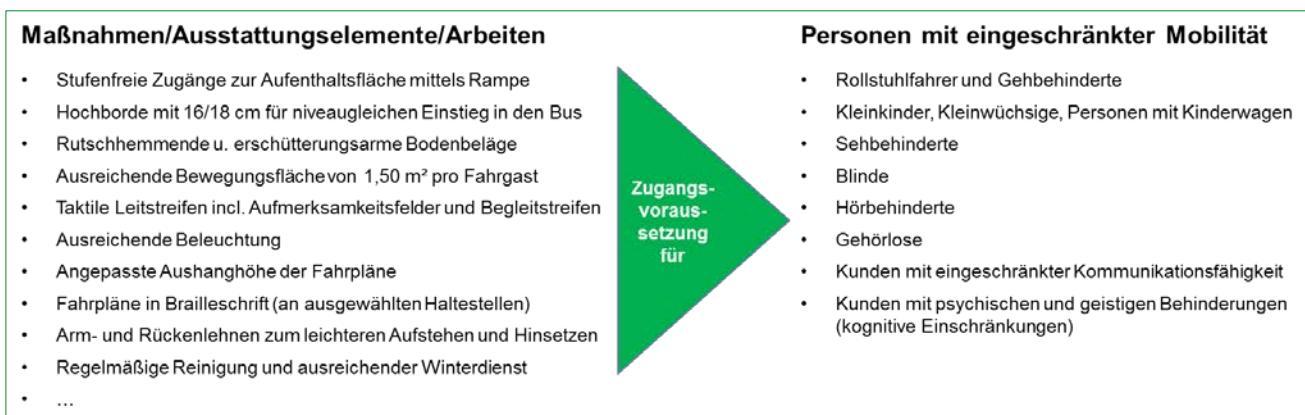 Maßnahmen/Ausstattungselemente/Arbeiten
• Stufenfreie Zugänge zur Aufenthaltsfläche mittels Rampe
• Hochborde mit 16/18 cm für niveaugleichen Einstieg in den Bus
• Rutschhemmende u. erschütterungsarme Bodenbeläge
• Ausreichende Bewegungsfläche von 1,50 m² pro Fahrgast
• Taktile Leitstreifen incl. Aufmerksamkeitsfelder und Begleitstreifen
• Ausreichende Beleuchtung
• Angepasste Aushanghöhe der Fahrpläne
• Fahrpläne in Brailleschrift (an ausgewählten Haltestellen)
• Arm- und Rückenlehnen zum leichteren Aufstehen und Hinsetzen
• Regelmäßige Reinigung und ausreichender Winterdienst
• ...
Zugangs-
voraus-
setzung
für
Personen mit eingeschränkter Mobilität
• Rollstuhlfahrer und Gehbehinderte
• Kleinkinder, Kleinwüchsige, Personen mit Kinderwagen
• Sehbehinderte
• Blinde
• Hörbehinderte
• Gehörlose
• Kunden mit eingeschränkter Kommunikationsfähigkeit
• Kunden mit psychischen und geistigen Behinderungen
(kognitive Einschränkungen)